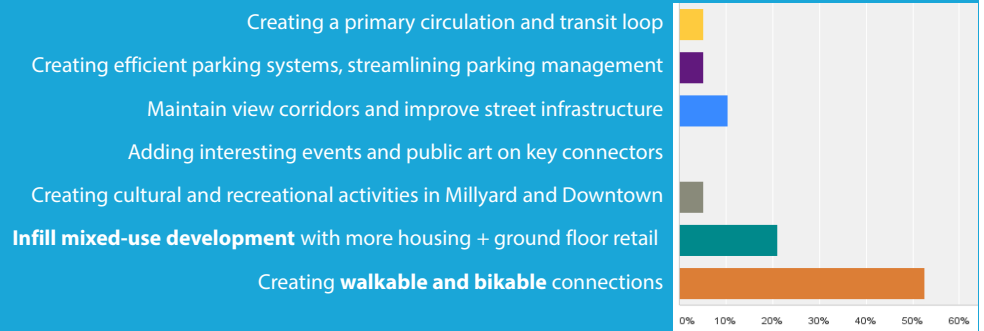 Creating a primary circulation and transit loop
Creating efficient parking systems, streamlining parking management
Maintain view corridors and improve street infrastructure
Adding interesting events and public art on key connectors
Creating cultural and recreational activities in Millyard and Downtown
Infill mixed-use development with more housing + ground floor retail
Creating walkable and bikable connections
0% 10% 20% 30% 40% 50% 60%